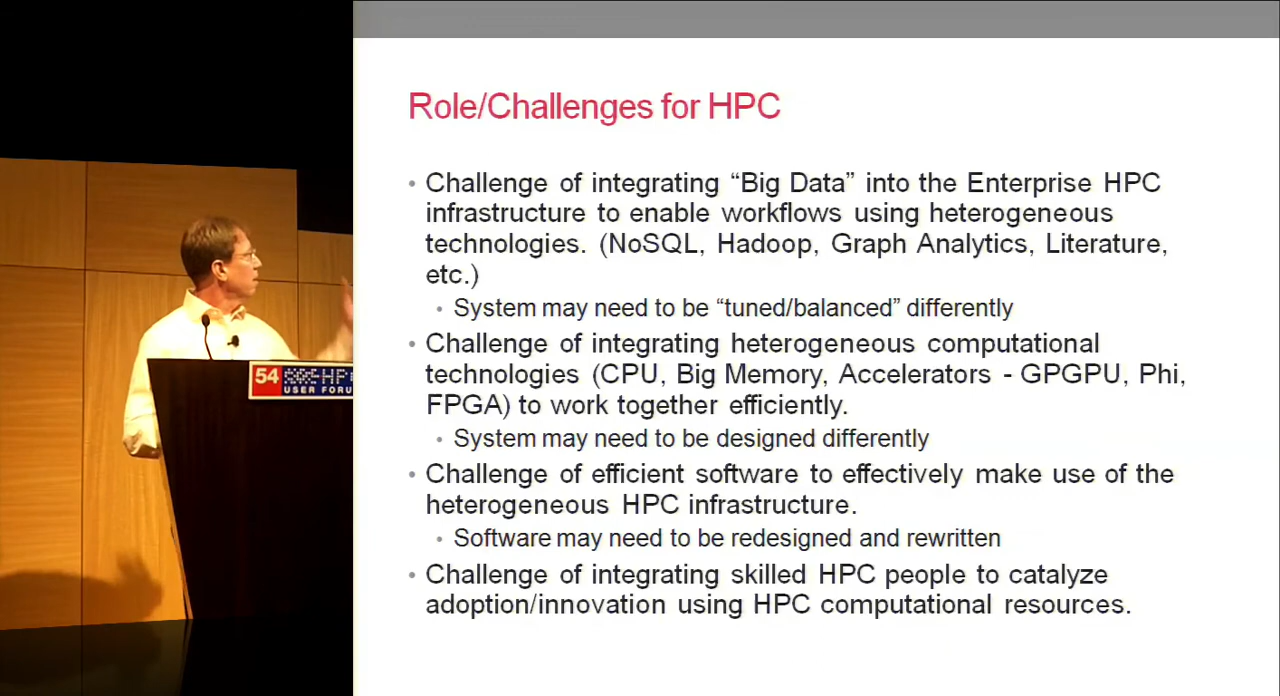 Role/Challenges for HPC
• Challenge of integrating “Big Data” into the Enterprise HPC
infrastructure to enable workflows using heterogeneous
technologies. (NoSQL, Hadoop, Graph Analytics, Literature,
etc.)
• System may need to be “tuned/balanced” differently
• Challenge of integrating heterogeneous computational
technologies (CPU, Big Memory, Accelerators - GPGPU, Phi,
FPGA) to work together efficiently.
• System may need to be designed differently
• Challenge of efficient software to effectively make use of the
heterogeneous HPC infrastructure.
• Software may need to be redesigned and rewritten
• Challenge of integrating skilled HPC people to catalyze
adoption/innovation using HPC computational resources.
54
USER